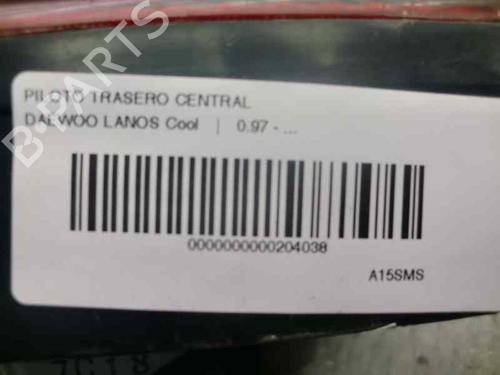 PILOTO TRASERO CENTRAL
DAEWOO LANOS Cool | 0.97 - ...
0000000000204038
A15SMS
B-PARTS